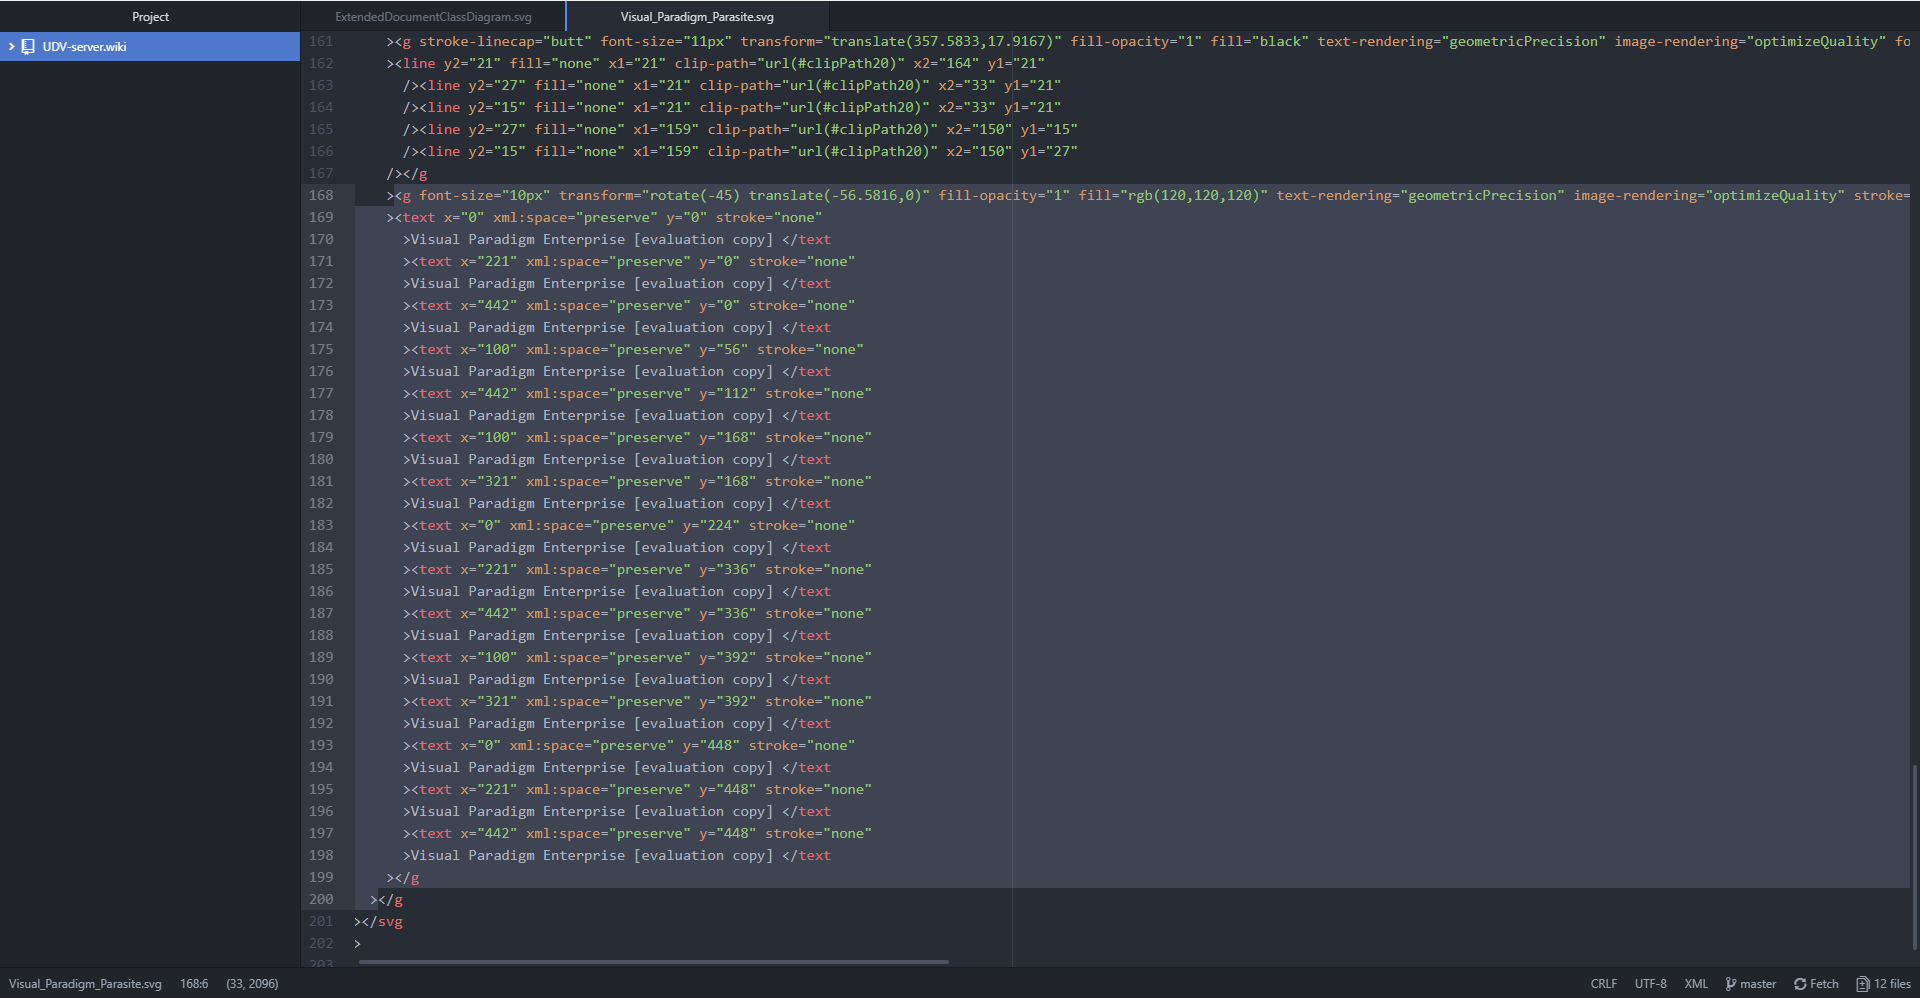 Project
ExtendedDocumentClassDiagram.svg
Visual_Paradigm_Parasite.svg
UDV-server.wiki
161 ><g stroke-linecap="butt" font-size="11px" transform="translate(357.5833,17.9167)" fill-opacity="1" fill="black" text-rendering="geometricPrecision" image-rendering="optimizeQuality" fo
162 ><line y2="21" fill="none" x1="21" clip-path="url(#clipPath20)" x2="164" y1="21"
163 /><line y2="27" fill="none" x1="21" clip-path="url(#clipPath20)" x2="33" y1="21"
164 /><line y2="15" fill="none" x1="21" clip-path="url(#clipPath20)" x2="33" y1="21"
165 /><line y2="27" fill="none" x1="159" clip-path="url(#clipPath20)" x2="150" y1="15"
166 /><line y2="15" fill="none" x1="159" clip-path="url(#clipPath20)" x2="150" y1="27"
167 /></g
168 ><g font-size="10px" transform="rotate(-45) translate(-56.5816,0)" fill-opacity="1" fill="rgb(120,120,120)" text-rendering="geometricPrecision" image-rendering="optimizeQuality" stroke=
169 ><text x="0" xml:space="preserve" y="0" stroke="none"
170 >Visual Paradigm Enterprise [evaluation copy] </text
171 ><text x="221" xml:space="preserve" y="0" stroke="none"
172 >Visual Paradigm Enterprise [evaluation copy] </text
173 ><text x="442" xml:space="preserve" y="0" stroke="none"
174 >Visual Paradigm Enterprise [evaluation copy] </text
175 ><text x="100" xml:space="preserve" y="56" stroke="none"
176 >Visual Paradigm Enterprise [evaluation copy] </text
177 ><text x="442" xml:space="preserve" y="112" stroke="none"
178 >Visual Paradigm Enterprise [evaluation copy] </text
179 ><text x="100" xml:space="preserve" y="168" stroke="none"
180 >Visual Paradigm Enterprise [evaluation copy] </text
181 ><text x="321" xml:space="preserve" y="168" stroke="none"
182 >Visual Paradigm Enterprise [evaluation copy] </text
183 ><text x="0" xml:space="preserve" y="224" stroke="none"
184 >Visual Paradigm Enterprise [evaluation copy] </text
185 ><text x="221" xml:space="preserve" y="336" stroke="none"
186 >Visual Paradigm Enterprise [evaluation copy] </text
187 ><text x="442" xml:space="preserve" y="336" stroke="none"
188 >Visual Paradigm Enterprise [evaluation copy] </text
189 ><text x="100" xml:space="preserve" y="392" stroke="none"
190 >Visual Paradigm Enterprise [evaluation copy] </text
191 ><text x="321" xml:space="preserve" y="392" stroke="none"
192 >Visual Paradigm Enterprise [evaluation copy] </text
193 ><text x="0" xml:space="preserve" y="448" stroke="none"
194 >Visual Paradigm Enterprise [evaluation copy] </text
195 ><text x="221" xml:space="preserve" y="448" stroke="none"
196 >Visual Paradigm Enterprise [evaluation copy] </text
197 ><text x="442" xml:space="preserve" y="448" stroke="none"
198 >Visual Paradigm Enterprise [evaluation copy] </text
199 ></g
200 ></g
201 ></svg
202 >
203
Visual_Paradigm_Parasite.svg 168:6 (33, 2096) CRLF UTF-8 XML master Fetch 12 files